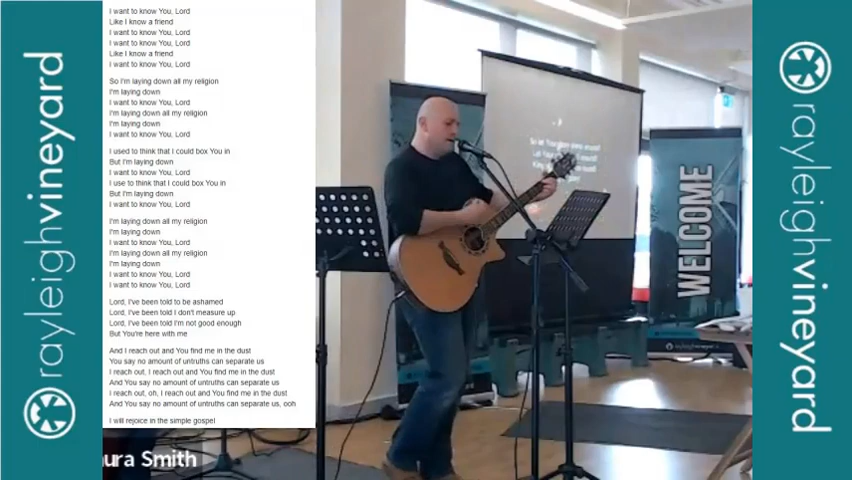 I want to know You, Lord
Like I know a friend
I want to know You, Lord
I want to know You, Lord
Like I know a friend
I want to know You, Lord
So I'm laying down all my religion
I'm laying down
I want to know You, Lord
I'm laying down all my religion
I'm laying down
I want to know You, Lord
I used to think that I could box You in
But I'm laying down
I want to know You, Lord
I use to think that I could box You in
But I'm laying down
I want to know You, Lord
I'm laying down all my religion
I'm laying down
I want to know You, Lord
I'm laying down all my religion
I'm laying down
I want to know You, Lord
I want to know You, Lord
Lord, I've been told to be ashamed
Lord, I've been told I don't measure up
Lord, I've been told I'm not good enough
But You're here with me
And I reach out and You find me in the dust
You say no amount of untruths can separate us
I reach out, I reach out and You find me in the dust
And You say no amount of untruths can separate us
I reach out, oh, I reach out and You find me in the dust
And You say no amount of untruths can separate us, ooh
I will rejoice in the simple gospel
rayleighvineyard
rayleighvineyard
WELCOME
rayleighvineyard
ura Smith